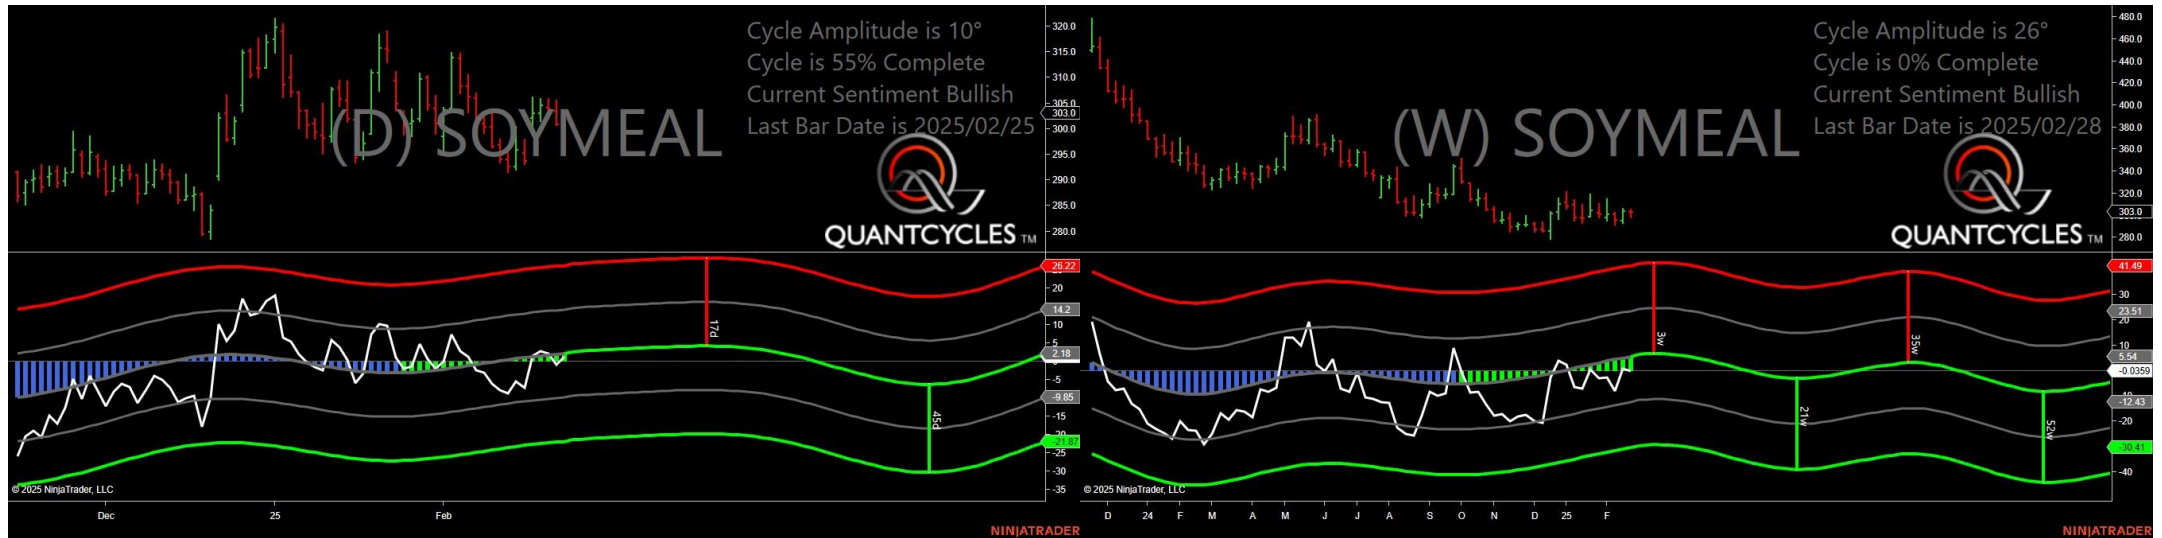 Cycle Amplitude is 10°
Cycle is 55% Complete
Current Sentiment Bullish
Last Bar Date is 2025/02/25
(D) SOYMEAL
QUANTCYCLES TM
320.0
315.0
310.0
305.0
303.0
300.0
295.0
290.0
285.0
280.0
26.22
20
14.2
10
5
2.18
-5
-9.85
-15
-21.87
-25
-30
-35
17d
45d
© 2025 NinjaTrader, LLC
Dec
25
Feb
NINJATRADER
Cycle Amplitude is 26°
Cycle is 0% Complete
Current Sentiment Bullish
Last Bar Date is 2025/02/28
(W) SOYMEAL
QUANTCYCLES TM
480.0
460.0
440.0
420.0
400.0
380.0
360.0
340.0
320.0
303.0
280.0
41.49
30
23.51
20
10
5.54
-0.0359
-12.43
-20
-30.41
-40
3w
35w
21w
52w
© 2025 NinjaTrader, LLC
D
24
F
M
A
M
J
J
A
S
O
N
D
25
F
NINJATRADER